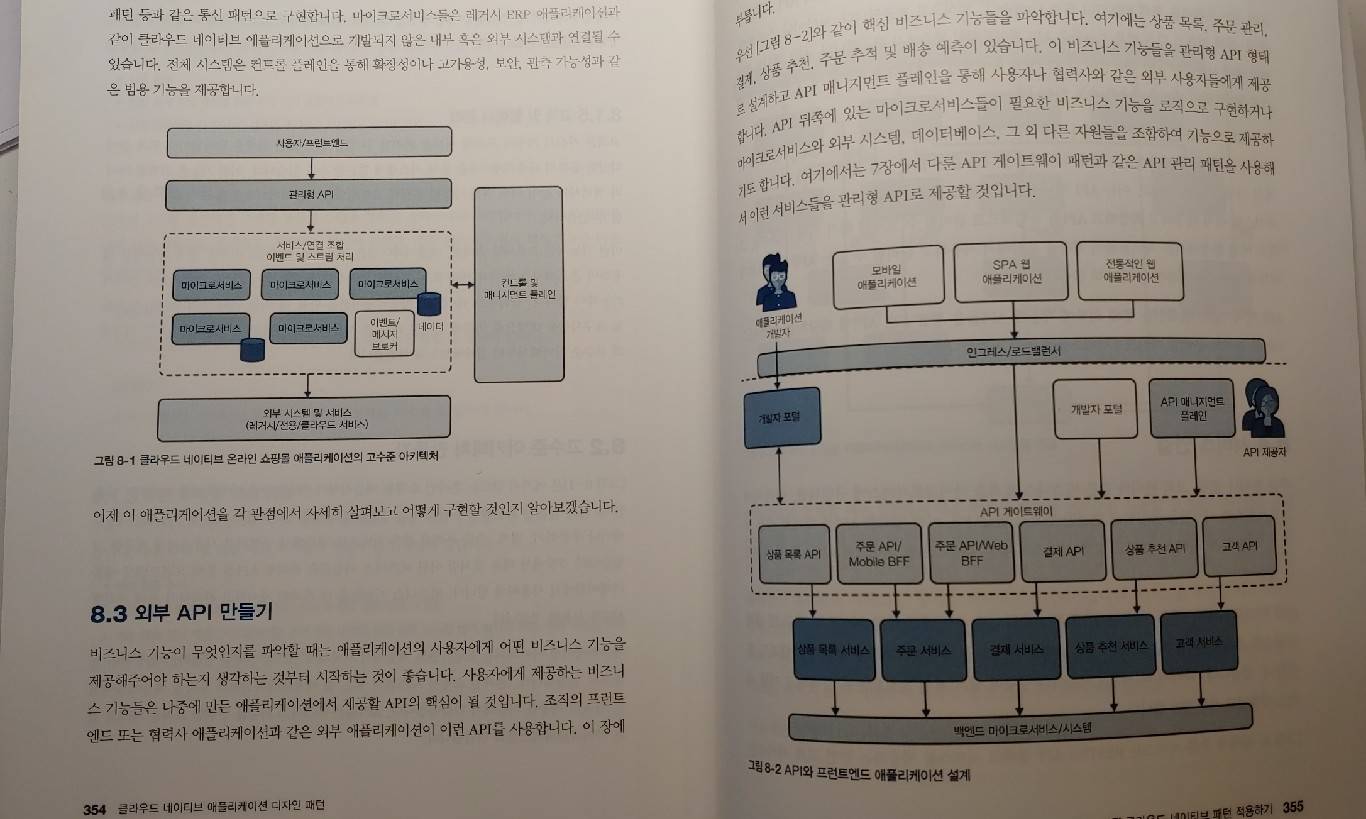 패턴 등과 같은 통신 패턴으로 구현합니다. 마이크로서비스들은 레거시 ERP 애플리케이션과
같이 클라우드 네이티브 애플리케이션으로 개발되지 않은 내부 혹은 외부 시스템과 연결될 수
있습니다. 전체 시스템은 컨트롤 플레인을 통해 확장성이나 고가용성, 보안, 관측 가능성과 같
은 범용 기능을 제공합니다.
사용자/프런트엔드
관리형 API
서비스/연결 조합
이벤트 및 스트림 처리
마이크로서비스
마이크로서비스
마이크로서비스
컨트롤 및
매니지먼트 플레인
마이크로서비스
마이크로서비스
이벤트/
메시지
브로커
데이터
외부 시스템 및 서비스
(레거시/전용/클라우드 서비스)
그림 8-1 클라우드 네이티브 온라인 쇼핑몰 애플리케이션의 고수준 아키텍처
이제 이 애플리케이션을 각 관점에서 자세히 살펴보고 어떻게 구현할 것인지 알아보겠습니다.
8.3 외부 API 만들기
비즈니스 기능이 무엇인지를 파악할 때는 애플리케이션의 사용자에게 어떤 비즈니스 기능을
제공해주어야 하는지 생각하는 것부터 시작하는 것이 좋습니다. 사용자에게 제공하는 비즈니
스 기능들은 나중에 만든 애플리케이션에서 제공할 API의 핵심이 될 것입니다. 조직의 프런트
엔드 또는 협력사 애플리케이션과 같은 외부 애플리케이션이 이런 API를 사용합니다. 이 장에
354 클라우드 네이티브 애플리케이션 디자인 패턴
부릅니다.
우선 [그림 8-2]와 같이 핵심 비즈니스 기능들을 파악합니다. 여기에는 상품 목록, 주문 관리,
결제, 상품 추천, 주문 추적 및 배송 예측이 있습니다. 이 비즈니스 기능들을 관리형 API 형태
로 설계하고 API 매니지먼트 플레인을 통해 사용자나 협력사와 같은 외부 사용자들에게 제공
합니다. API 뒤쪽에 있는 마이크로서비스들이 필요한 비즈니스 기능을 로직으로 구현하거나
마이크로서비스와 외부 시스템, 데이터베이스, 그 외 다른 자원들을 조합하여 기능으로 제공하
기도 합니다. 여기에서는 7장에서 다룬 API 게이트웨이 패턴과 같은 API 관리 패턴을 사용해
서 이런 서비스들을 관리형 API로 제공할 것입니다.
모바일
애플리케이션
SPA 웹
애플리케이션
전통적인 웹
애플리케이션
애플리케이션
개발자
인그레스/로드밸런서
개발자 포털
개발자 포털
API 매니지먼트
플레인
API 제공자
API 게이트웨이
상품 목록 API
주문 API/
Mobile BFF
주문 API/Web
BFF
결제 API
상품 추천 API
고객 API
상품 목록 서비스
주문 서비스
결제 서비스
상품 추천 서비스
고객 서비스
백엔드 마이크로서비스/시스템
그림 8-2 API와 프런트엔드 애플리케이션 설계
클라우드 네이티브 패턴 적용하기 355